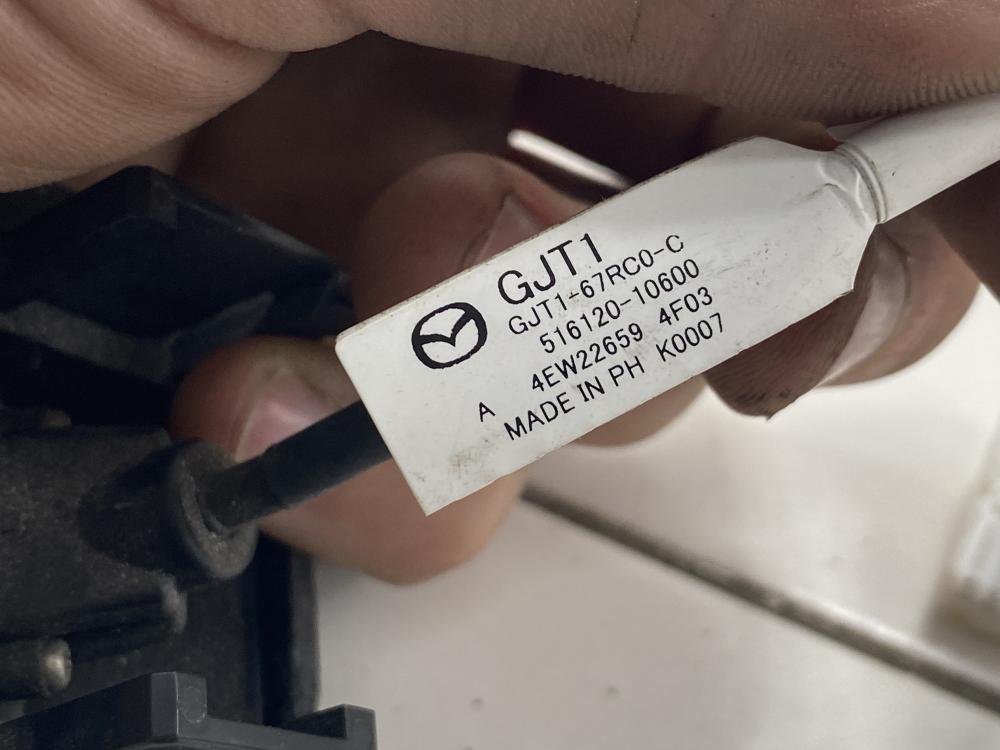 GJT1
GJT1-67RC0-C
516120-10600
4EW22659 4F03
A MADE IN PH K0007